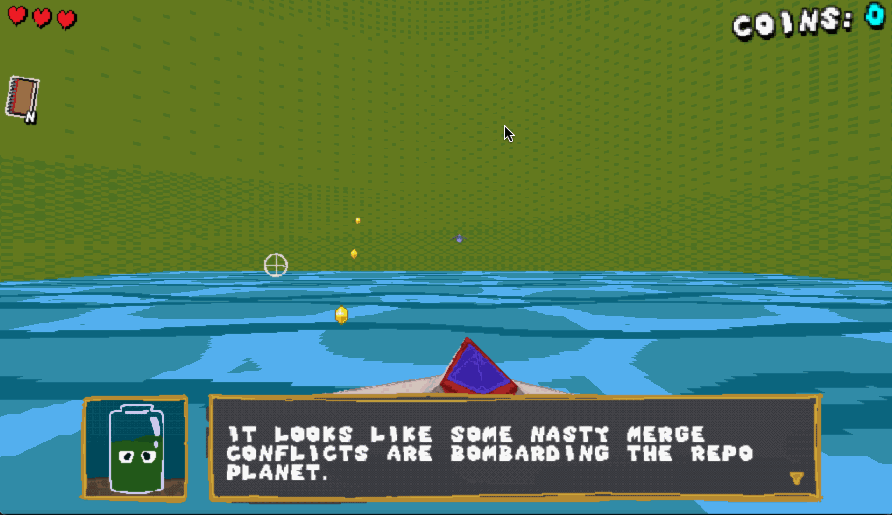 COINS: 0
N
IT LOOKS LIKE SOME NASTY MERGE
CONFLICTS ARE BOMBARDING THE REPO
PLANET.